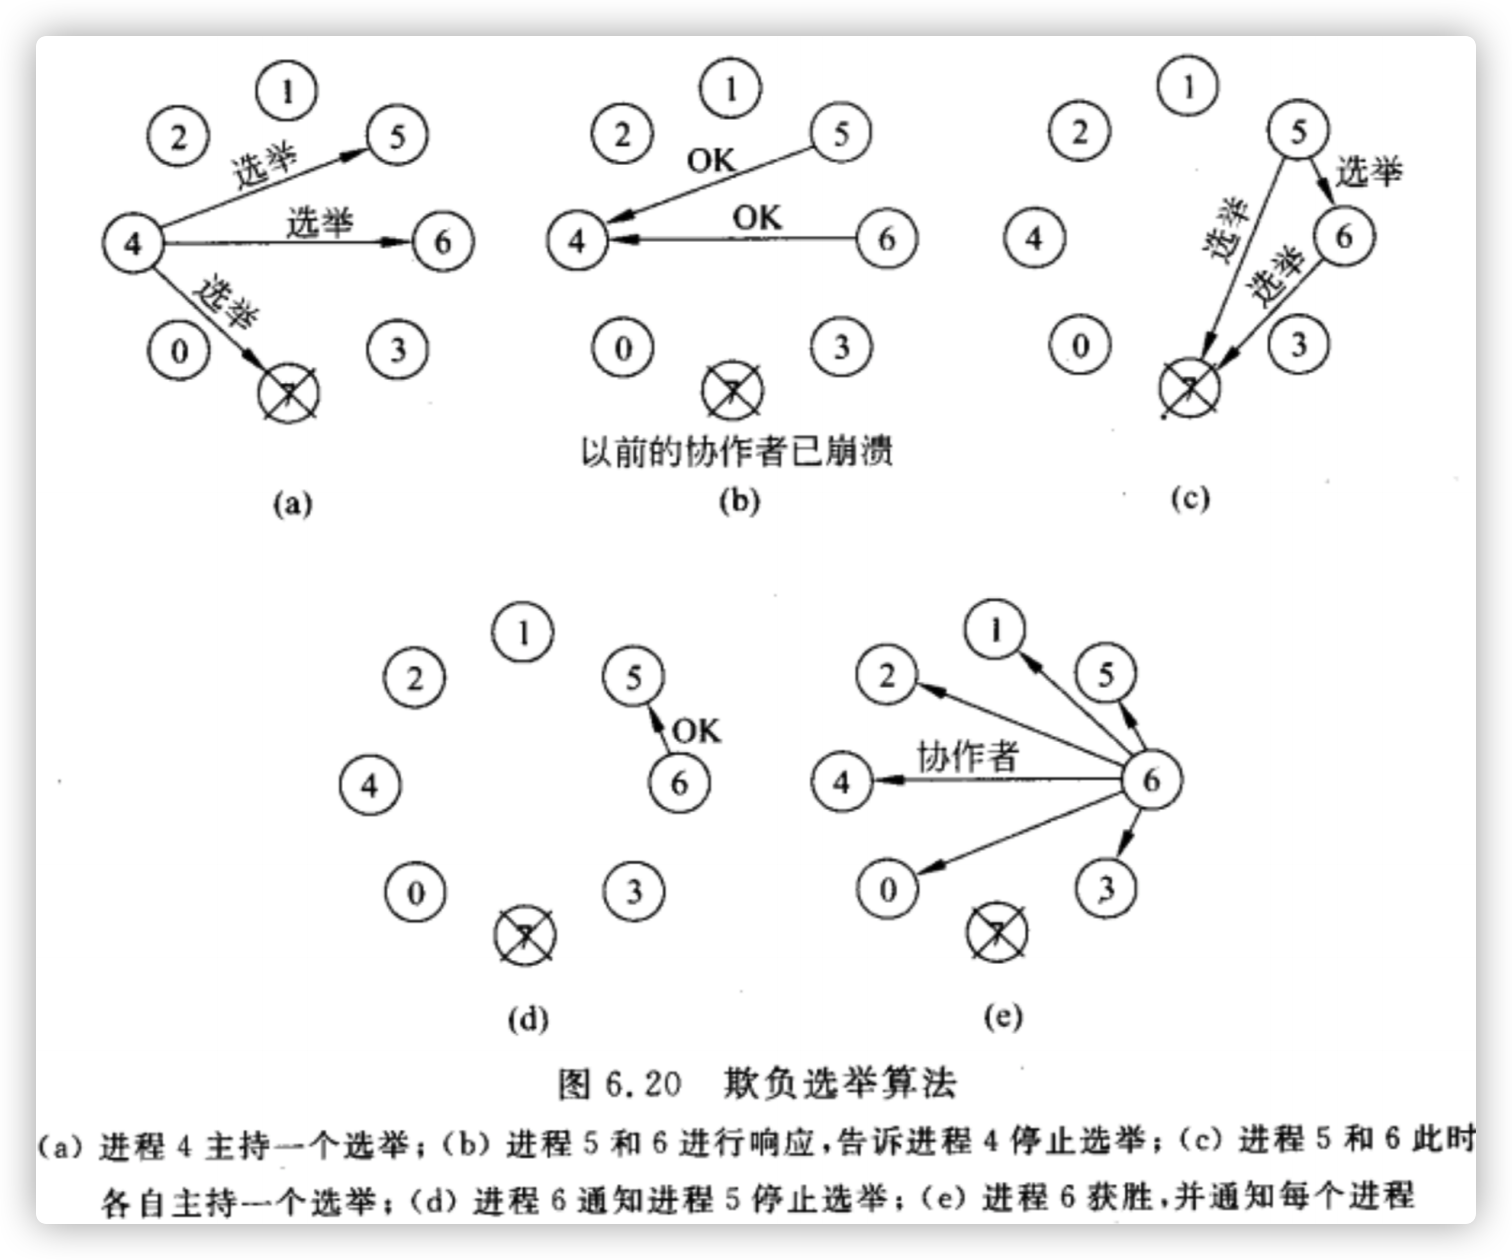 1
2
5
选举
4
选举
6
选举
0
3
7
(a)
1
2
5
OK
4
OK
6
0
3
7
以前的协作者已崩溃
(b)
1
2
5
选举
选举
4
6
选举
0
3
7
(c)
1
2
5
OK
4
6
0
3
7
(d)
1
2
5
协作者
4
6
0
3
7
(e)
图 6.20 欺负选举算法
(a) 进程 4 主持一个选举;(b) 进程 5 和 6 进行响应,告诉进程 4 停止选举;(c) 进程 5 和 6 此时
各自主持一个选举;(d) 进程 6 通知进程 5 停止选举;(e) 进程 6 获胜,并通知每个进程